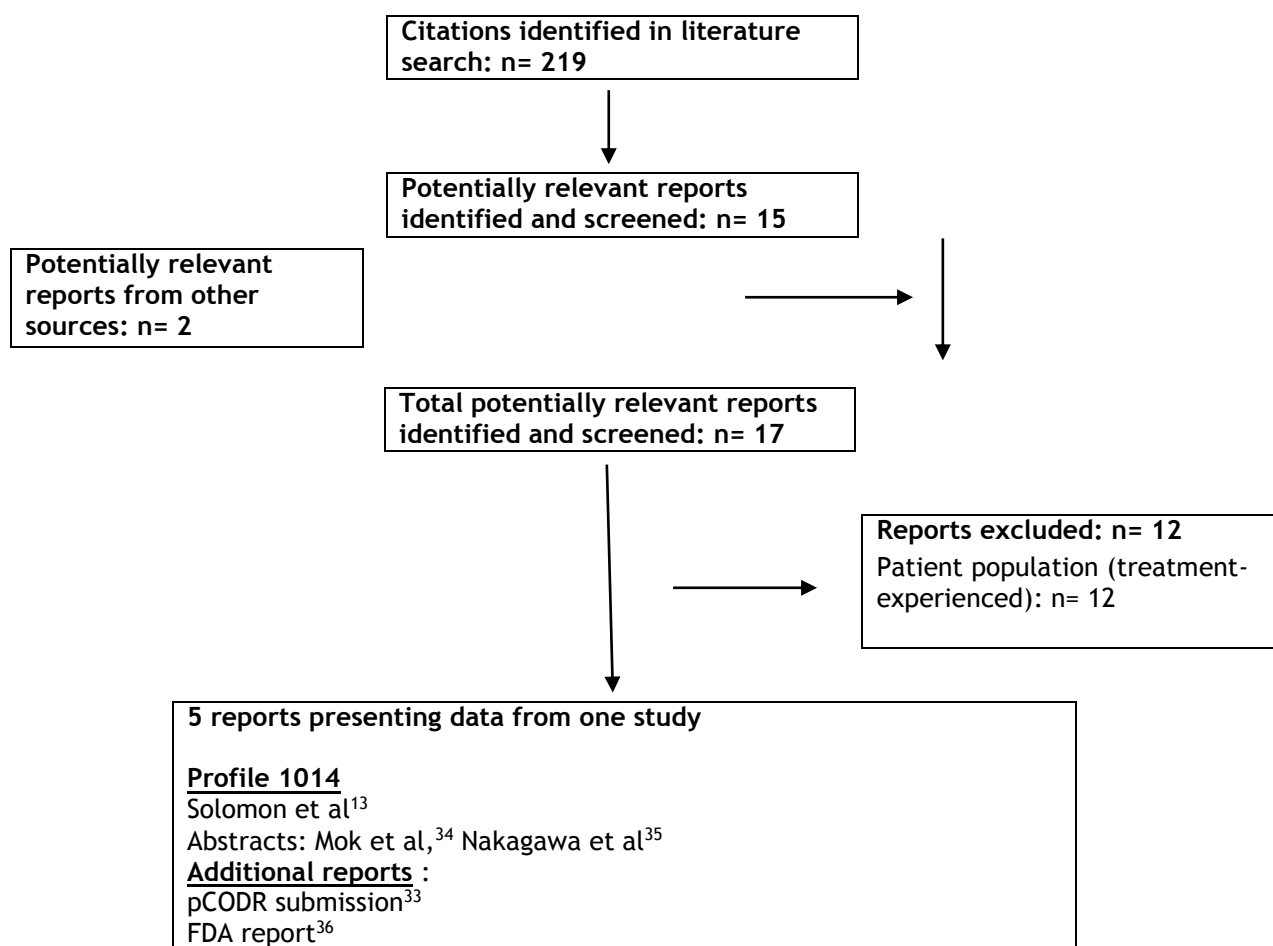 Citations identified in literature
search: n= 219
Potentially relevant reports
identified and screened: n= 15
Potentially relevant
reports from other
sources: n= 2
Total potentially relevant reports
identified and screened: n= 17
Reports excluded: n= 12
Patient population (treatment-
experienced): n= 12
5 reports presenting data from one study
Profile 1014
Solomon et al13
Abstracts: Mok et al,34 Nakagawa et al35
Additional reports :
pCODR submission33
FDA report36